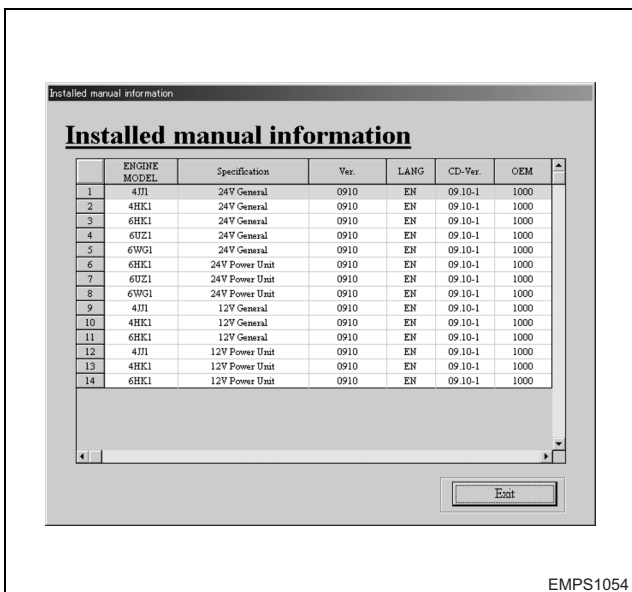 Installed manual information
Installed manual information
ENGINE MODEL Specification Ver. LANG CD-Ver. OEM
1 4JJ1 24V General 0910 EN 09.10-1 1000
2 4HK1 24V General 0910 EN 09.10-1 1000
3 6HK1 24V General 0910 EN 09.10-1 1000
4 6UZ1 24V General 0910 EN 09.10-1 1000
5 6WG1 24V General 0910 EN 09.10-1 1000
6 6HK1 24V Power Unit 0910 EN 09.10-1 1000
7 6UZ1 24V Power Unit 0910 EN 09.10-1 1000
8 6WG1 24V Power Unit 0910 EN 09.10-1 1000
9 4JJ1 12V General 0910 EN 09.10-1 1000
10 4HK1 12V General 0910 EN 09.10-1 1000
11 6HK1 12V General 0910 EN 09.10-1 1000
12 4JJ1 12V Power Unit 0910 EN 09.10-1 1000
13 4HK1 12V Power Unit 0910 EN 09.10-1 1000
14 6HK1 12V Power Unit 0910 EN 09.10-1 1000
Exit
EMPS1054